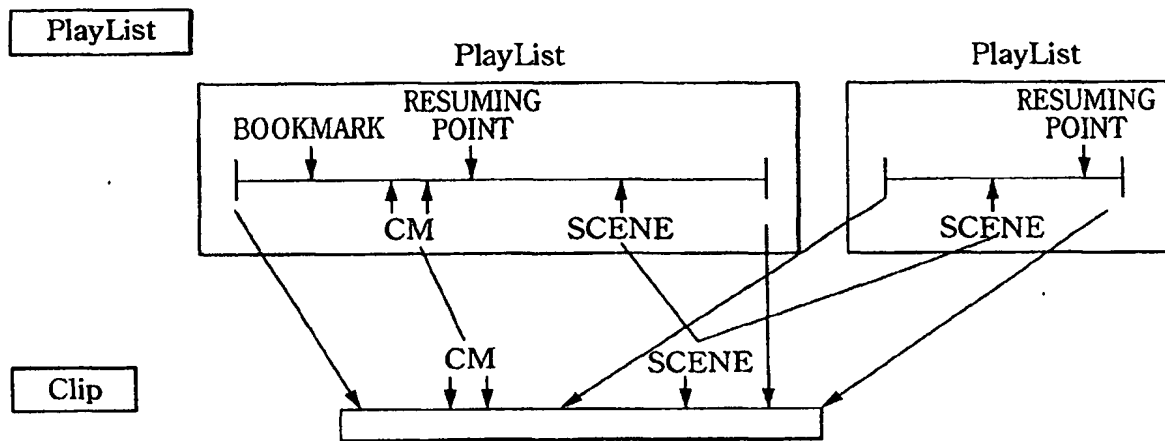 PlayList
PlayList
PlayList
RESUMING
POINT
BOOKMARK
RESUMING
POINT
CM
SCENE
SCENE
CM
SCENE
Clip